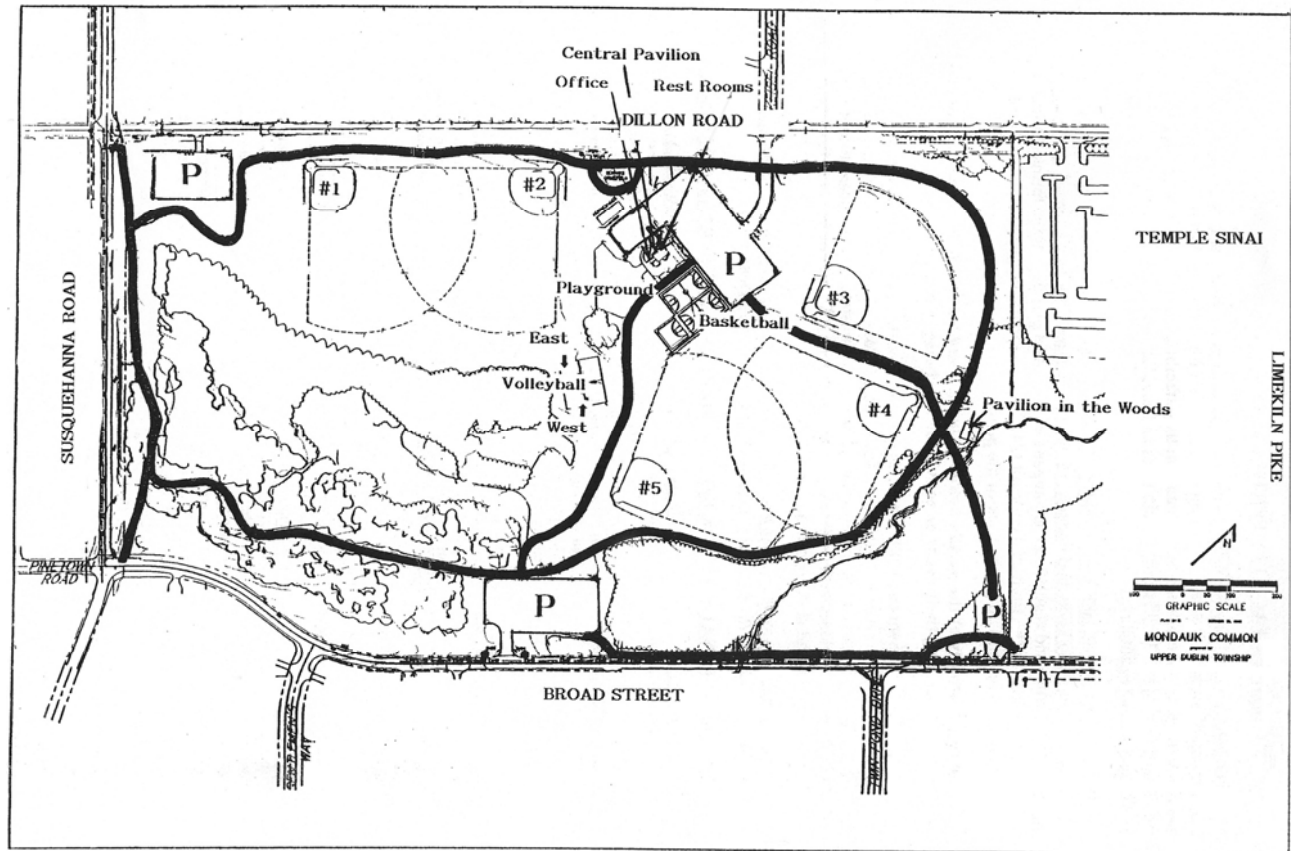 Central Pavilion
Office
Rest Rooms
DILLON ROAD
P
#1
#2
TEMPLE SINAI
P
#3
Playground
Basketball
East
Volleyball
West
#4
Pavilion in the Woods
SUSQUEHANNA ROAD
LIMEKILN PIKE
#5
N
PINETOWN
ROAD
P
P
GRAPHIC SCALE
MONDAUK COMMON
UPPER DUBLIN TOWNSHIP
BROAD STREET
WAY